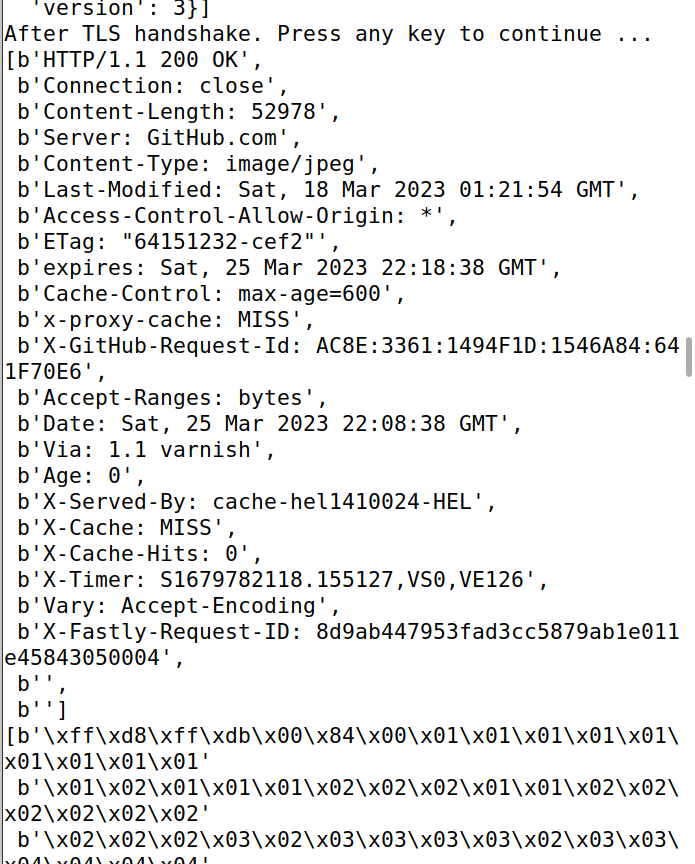 'version': 3}]
After TLS handshake. Press any key to continue ...
[b'HTTP/1.1 200 OK',
 b'Connection: close',
 b'Content-Length: 52978',
 b'Server: GitHub.com',
 b'Content-Type: image/jpeg',
 b'Last-Modified: Sat, 18 Mar 2023 01:21:54 GMT',
 b'Access-Control-Allow-Origin: *',
 b'ETag: "64151232-cef2"',
 b'expires: Sat, 25 Mar 2023 22:18:38 GMT',
 b'Cache-Control: max-age=600',
 b'x-proxy-cache: MISS',
 b'X-GitHub-Request-Id: AC8E:3361:1494F1D:1546A84:64
1F70E6',
 b'Accept-Ranges: bytes',
 b'Date: Sat, 25 Mar 2023 22:08:38 GMT',
 b'Via: 1.1 varnish',
 b'Age: 0',
 b'X-Served-By: cache-hel1410024-HEL',
 b'X-Cache: MISS',
 b'X-Cache-Hits: 0',
 b'X-Timer: S1679782118.155127,VS0,VE126',
 b'Vary: Accept-Encoding',
 b'X-Fastly-Request-ID: 8d9ab447953fad3cc5879ab1e011
e45843050004',
 b'',
 b'']
[b'\xff\xd8\xff\xdb\x00\x84\x00\x01\x01\x01\x01\x01\
x01\x01\x01\x01'
 b'\x01\x02\x01\x01\x01\x02\x02\x02\x01\x01\x02\x02\
x02\x02\x02\x02'
 b'\x02\x02\x02\x03\x02\x03\x03\x03\x03\x02\x03\x03\
x04\x04\x04\x04'